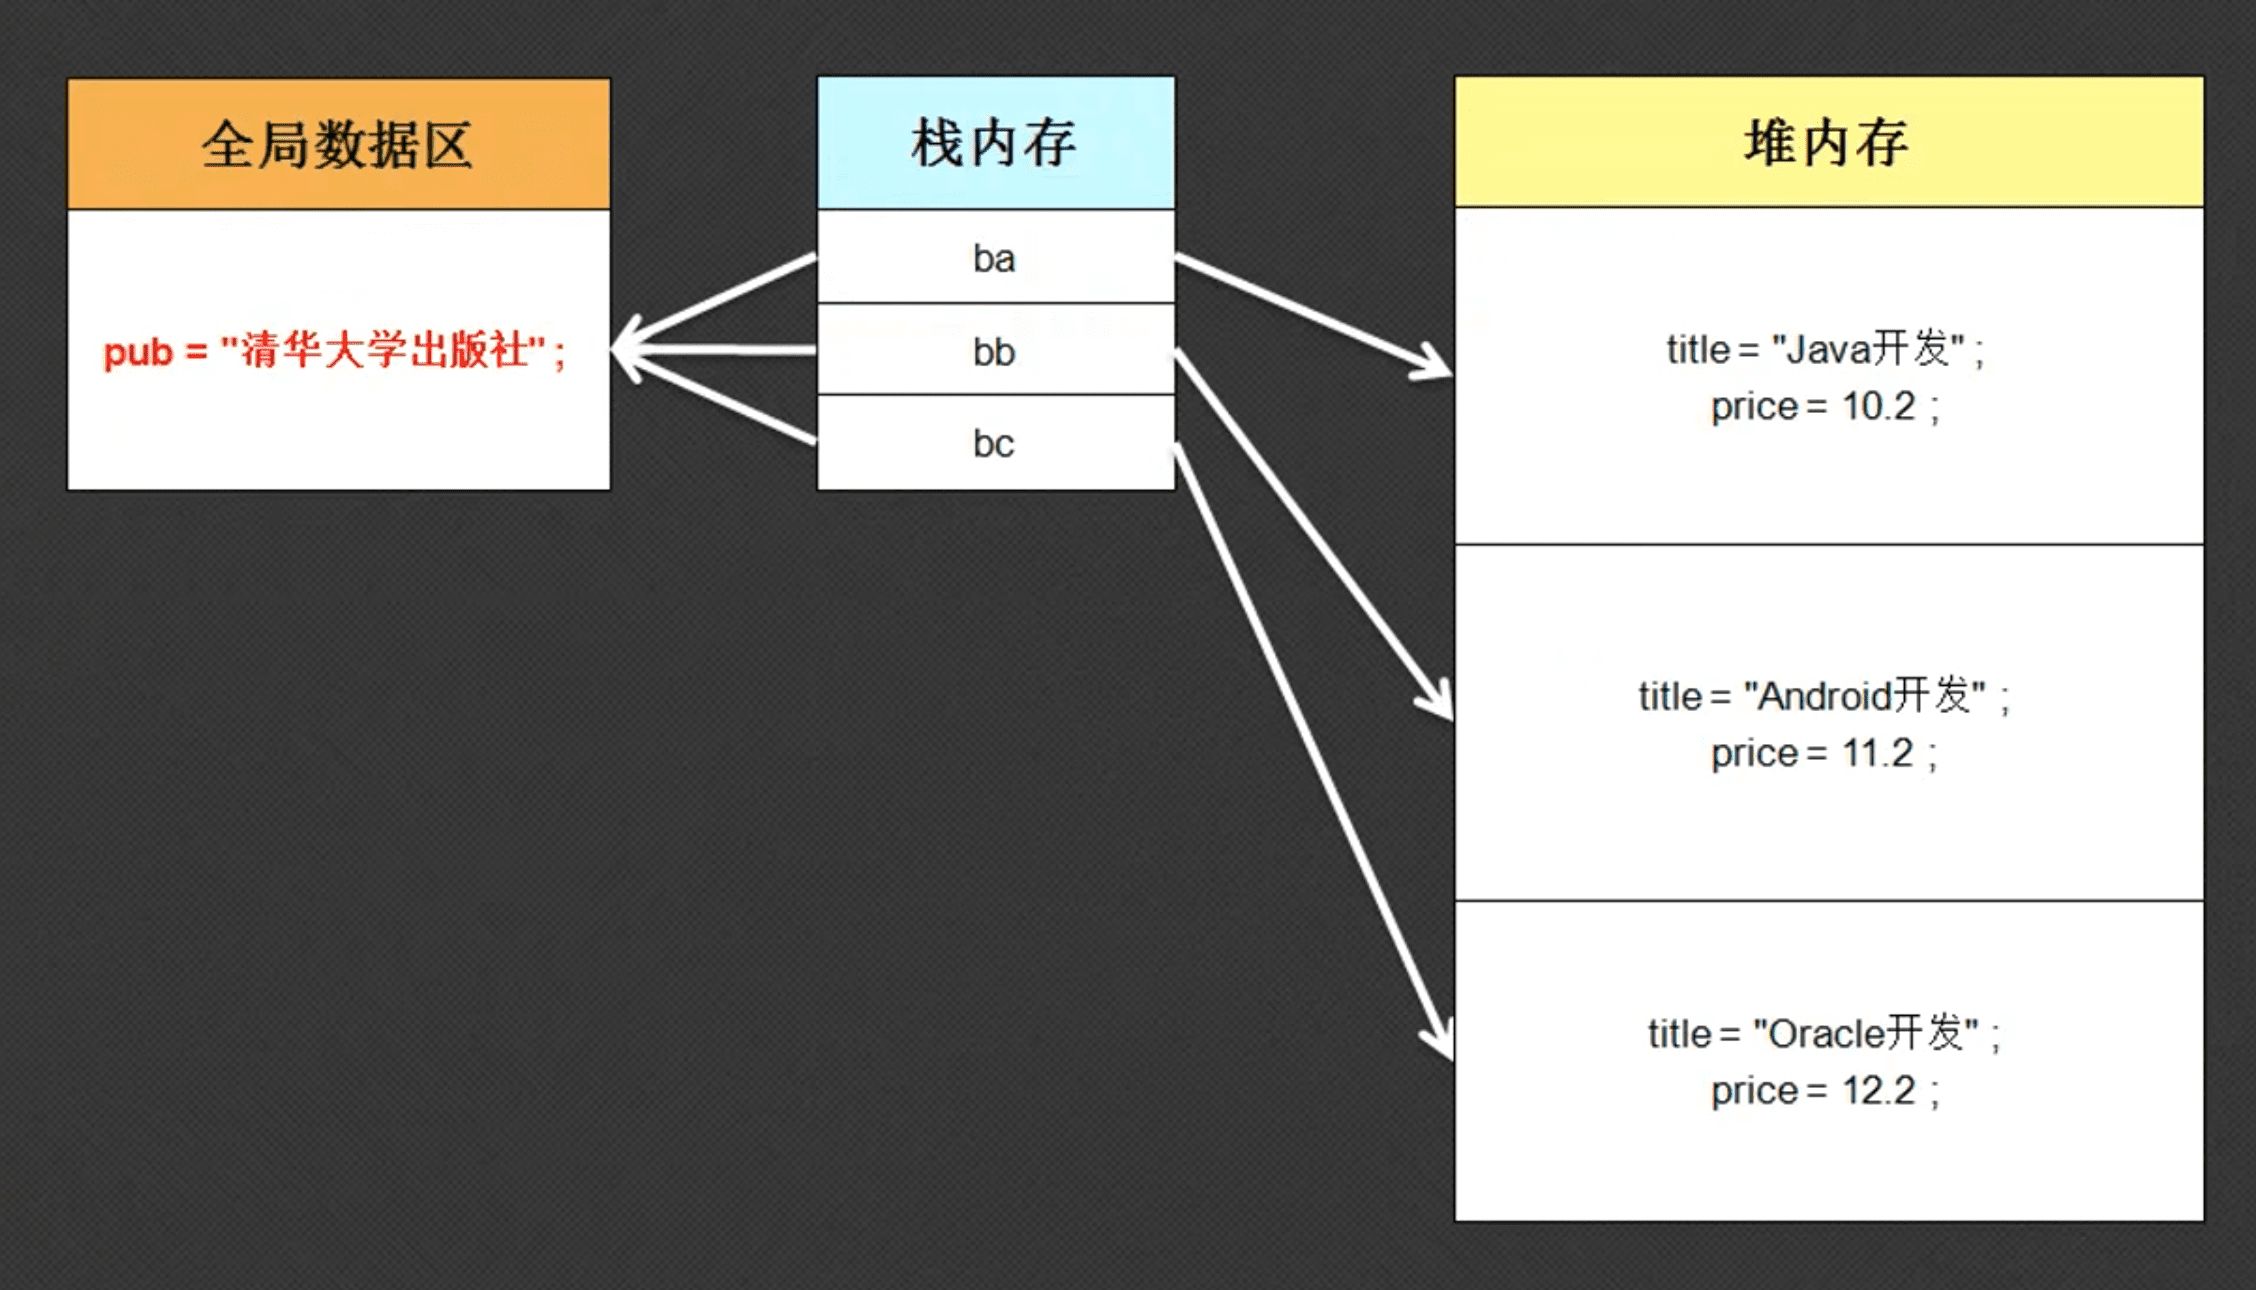 全局数据区
pub = "清华大学出版社" ;
栈内存
ba
bb
bc
堆内存
title = "Java开发" ;
price = 10.2 ;
title = "Android开发" ;
price = 11.2 ;
title = "Oracle开发" ;
price = 12.2 ;